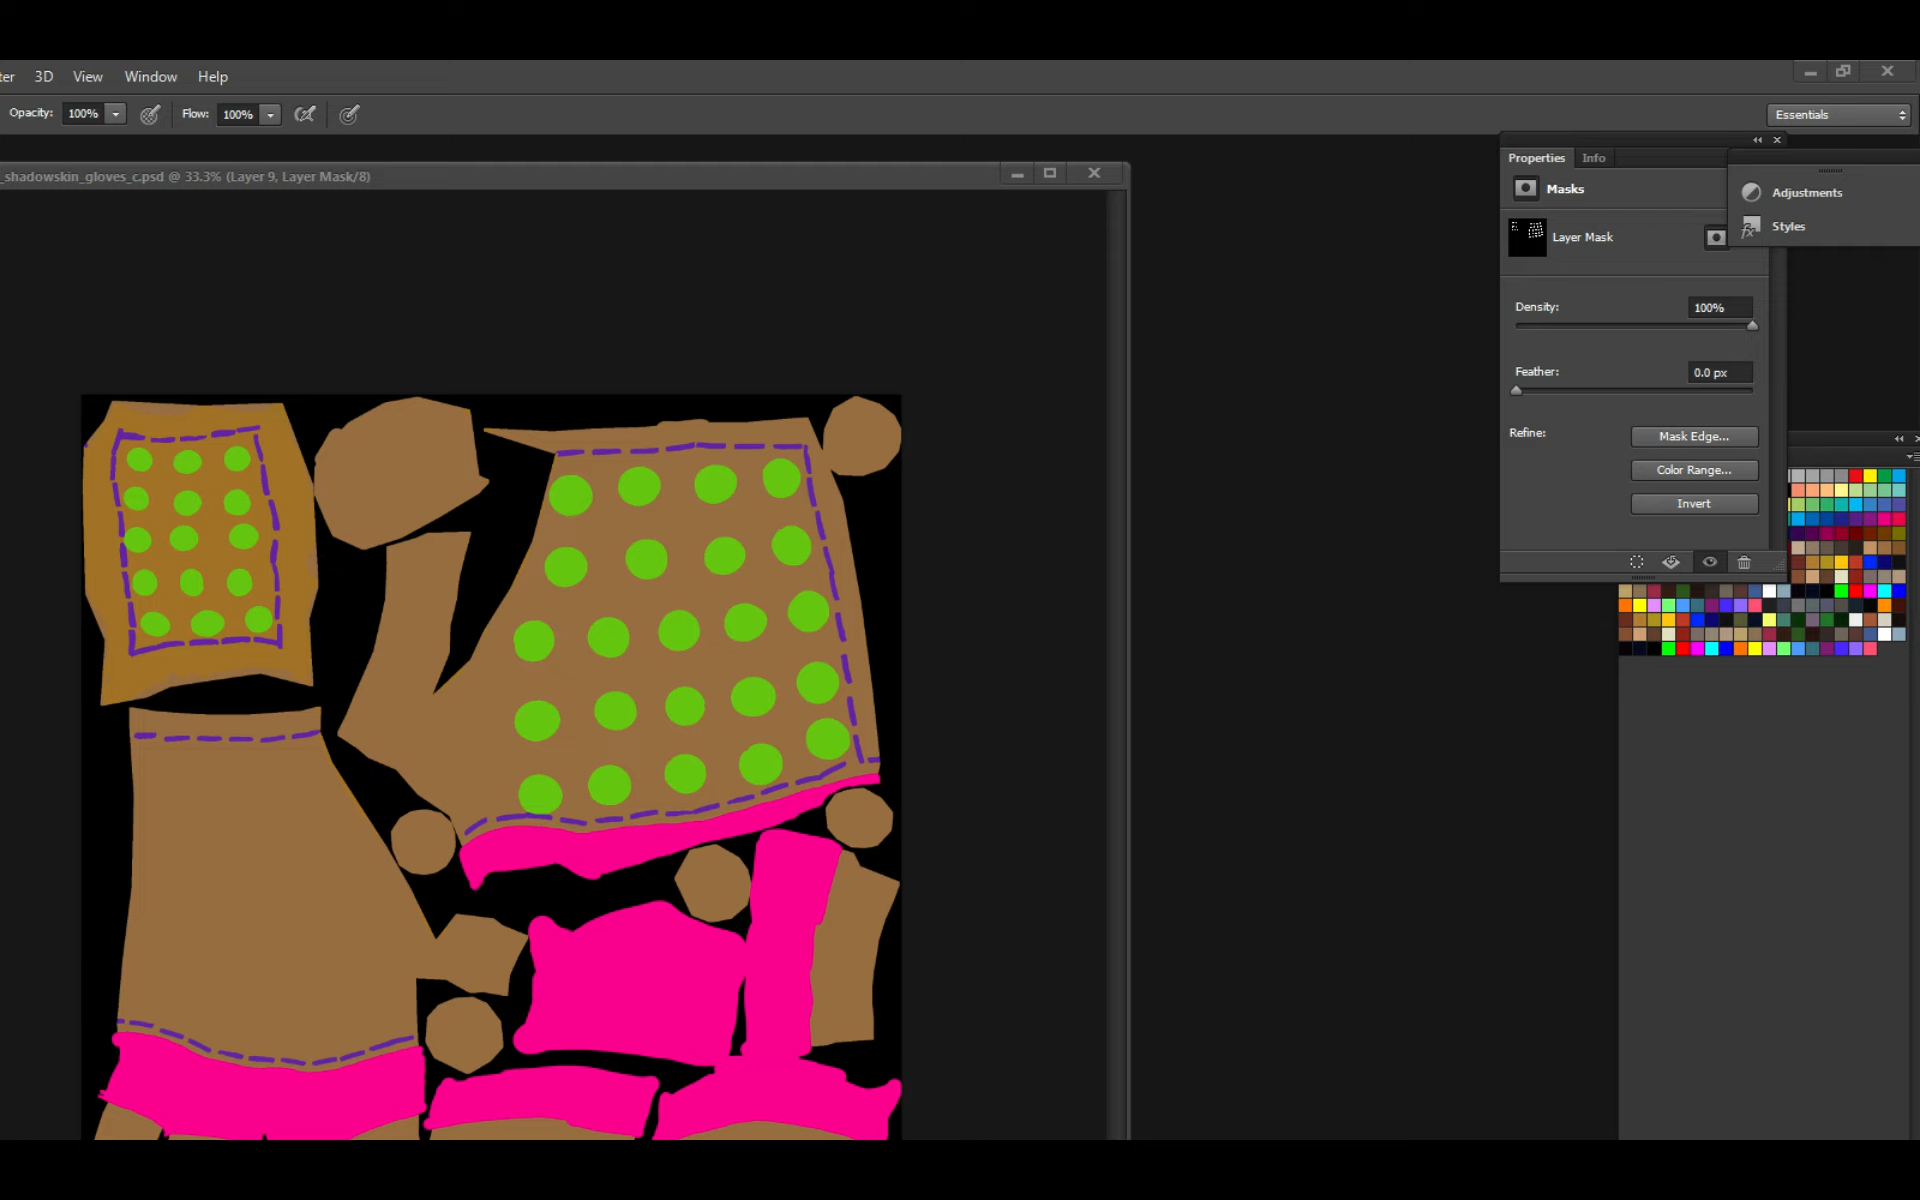 ter 3D View Window Help
Opacity: 100% Flow: 100% Essentials
_shadowskin_gloves_c.psd @ 33.3% (Layer 9, Layer Mask/8)
Properties Info
Masks
Adjustments
Layer Mask
Styles
Density: 100%
Feather: 0.0 px
Refine: Mask Edge...
Color Range...
Invert